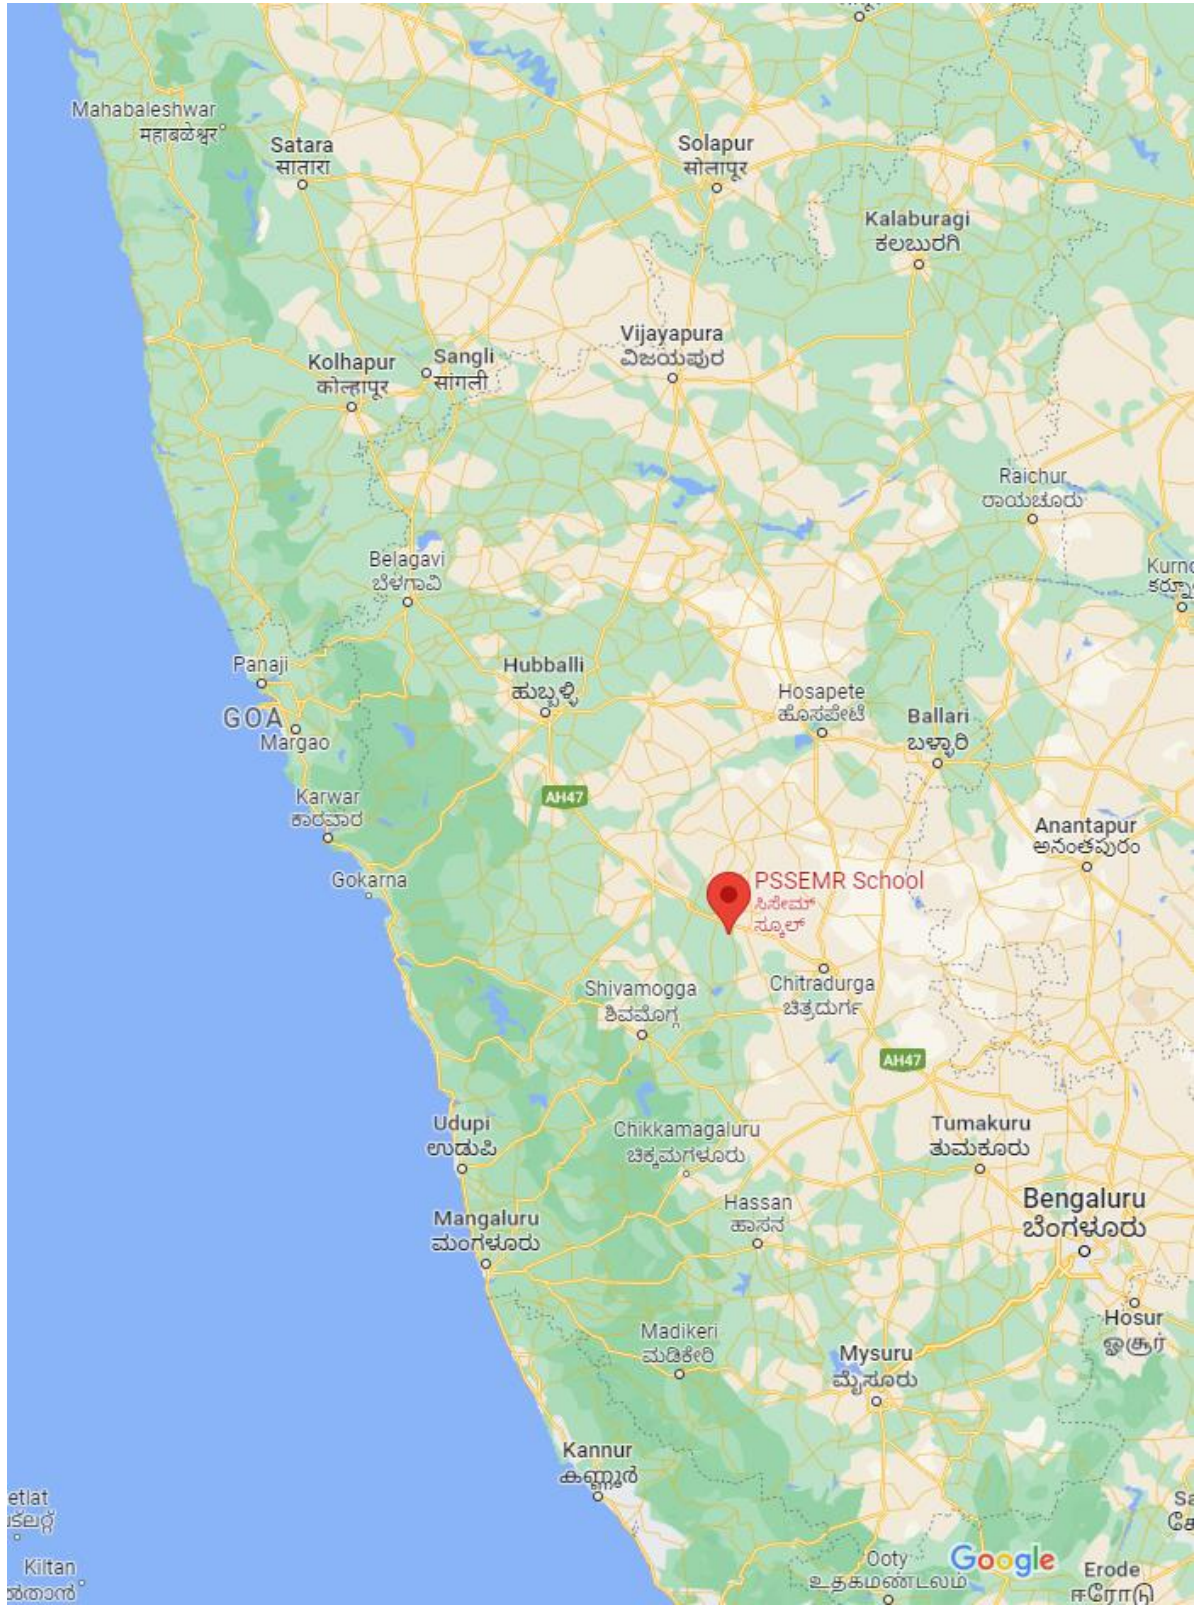 Mahabaleshwar
महाबळेश्वर
Satara
सातारा
Solapur
सोलापूर
Kalaburagi
ಕಲಬುರಗಿ
Vijayapura
ವಿಜಯಪುರ
Kolhapur
कोल्हापूर
Sangli
सांगली
Raichur
ರಾಯಚೂರು
Belagavi
ಬೆಳಗಾವಿ
Panaji
GOA
Margao
Hubballi
ಹುಬ್ಬಳ್ಳಿ
Hosapete
ಹೊಸಪೇಟೆ
Ballari
ಬಳ್ಳಾರಿ
Karwar
ಕಾರವಾರ
AH47
Anantapur
అనంతపురం
Gokarna
PSSEMR School
ಸಿಸೇಮ್
ಸ್ಕೂಲ್
Shivamogga
ಶಿವಮೊಗ್ಗ
Chitradurga
ಚಿತ್ರದುರ್ಗ
AH47
Udupi
ಉಡುಪಿ
Chikkamagaluru
ಚಿಕ್ಕಮಗಳೂರು
Tumakuru
ತುಮಕೂರು
Hassan
ಹಾಸನ
Bengaluru
ಬೆಂಗಳೂರು
Mangaluru
ಮಂಗಳೂರು
Hosur
ஓசூர்
Madikeri
ಮಡಿಕೇರಿ
Mysuru
ಮೈಸೂರು
Kannur
കണ്ണൂർ
Kiltan
Ooty
உதகமண்டலம்
Google
Erode
ஈரோடு